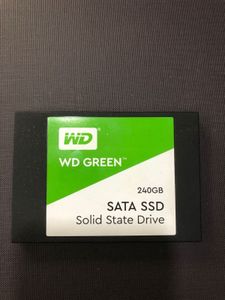 WD
WD GREEN™
240GB
SATA SSD
Solid State Drive